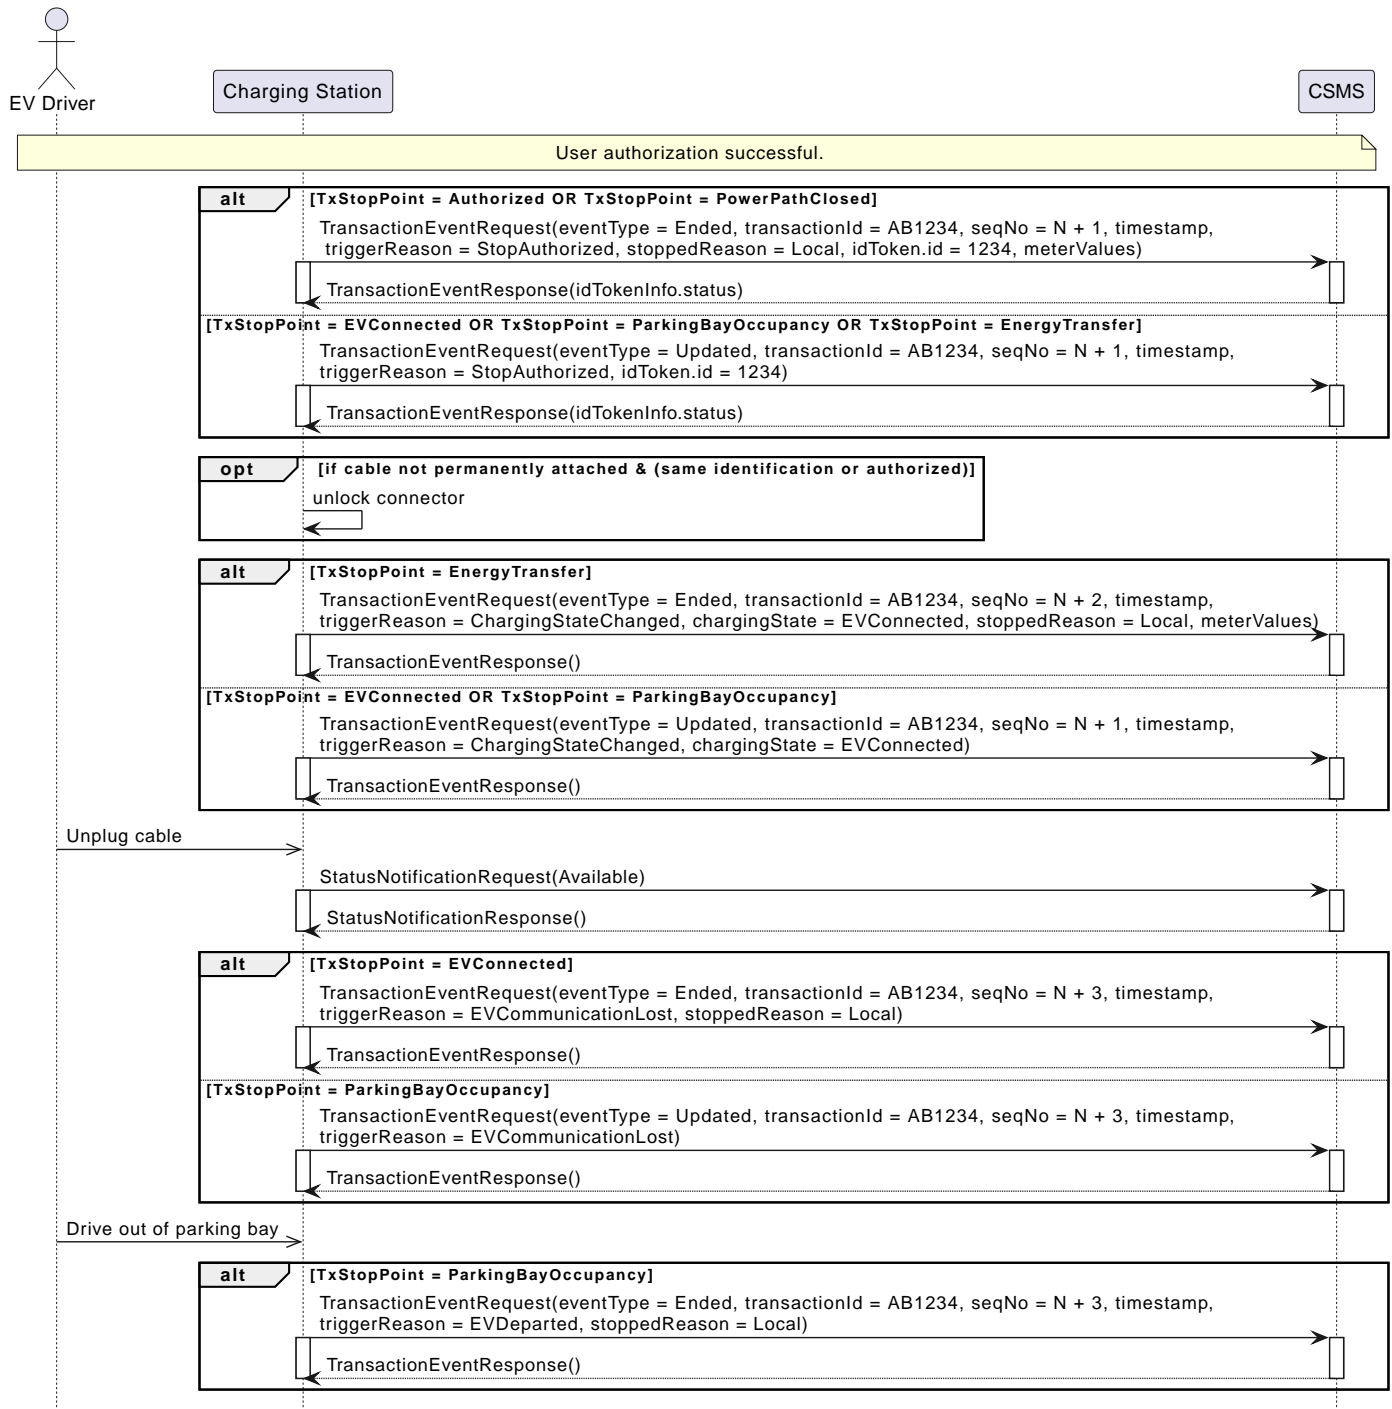 EV Driver
Charging Station
CSMS
User authorization successful.
alt
[TxStopPoint = Authorized OR TxStopPoint = PowerPathClosed]
TransactionEventRequest(eventType = Ended, transactionId = AB1234, seqNo = N + 1, timestamp,
triggerReason = StopAuthorized, stoppedReason = Local, idToken.id = 1234, meterValues)
TransactionEventResponse(idTokenInfo.status)
[TxStopPoint = EVConnected OR TxStopPoint = ParkingBayOccupancy OR TxStopPoint = EnergyTransfer]
TransactionEventRequest(eventType = Updated, transactionId = AB1234, seqNo = N + 1, timestamp,
triggerReason = StopAuthorized, idToken.id = 1234)
TransactionEventResponse(idTokenInfo.status)
opt
[if cable not permanently attached & (same identification or authorized)]
unlock connector
alt
[TxStopPoint = EnergyTransfer]
TransactionEventRequest(eventType = Ended, transactionId = AB1234, seqNo = N + 2, timestamp,
triggerReason = ChargingStateChanged, chargingState = EVConnected, stoppedReason = Local, meterValues)
TransactionEventResponse()
[TxStopPoint = EVConnected OR TxStopPoint = ParkingBayOccupancy]
TransactionEventRequest(eventType = Updated, transactionId = AB1234, seqNo = N + 1, timestamp,
triggerReason = ChargingStateChanged, chargingState = EVConnected)
TransactionEventResponse()
Unplug cable
StatusNotificationRequest(Available)
StatusNotificationResponse()
alt
[TxStopPoint = EVConnected]
TransactionEventRequest(eventType = Ended, transactionId = AB1234, seqNo = N + 3, timestamp,
triggerReason = EVCommunicationLost, stoppedReason = Local)
TransactionEventResponse()
[TxStopPoint = ParkingBayOccupancy]
TransactionEventRequest(eventType = Updated, transactionId = AB1234, seqNo = N + 3, timestamp,
triggerReason = EVCommunicationLost)
TransactionEventResponse()
Drive out of parking bay
alt
[TxStopPoint = ParkingBayOccupancy]
TransactionEventRequest(eventType = Ended, transactionId = AB1234, seqNo = N + 3, timestamp,
triggerReason = EVDeparted, stoppedReason = Local)
TransactionEventResponse()